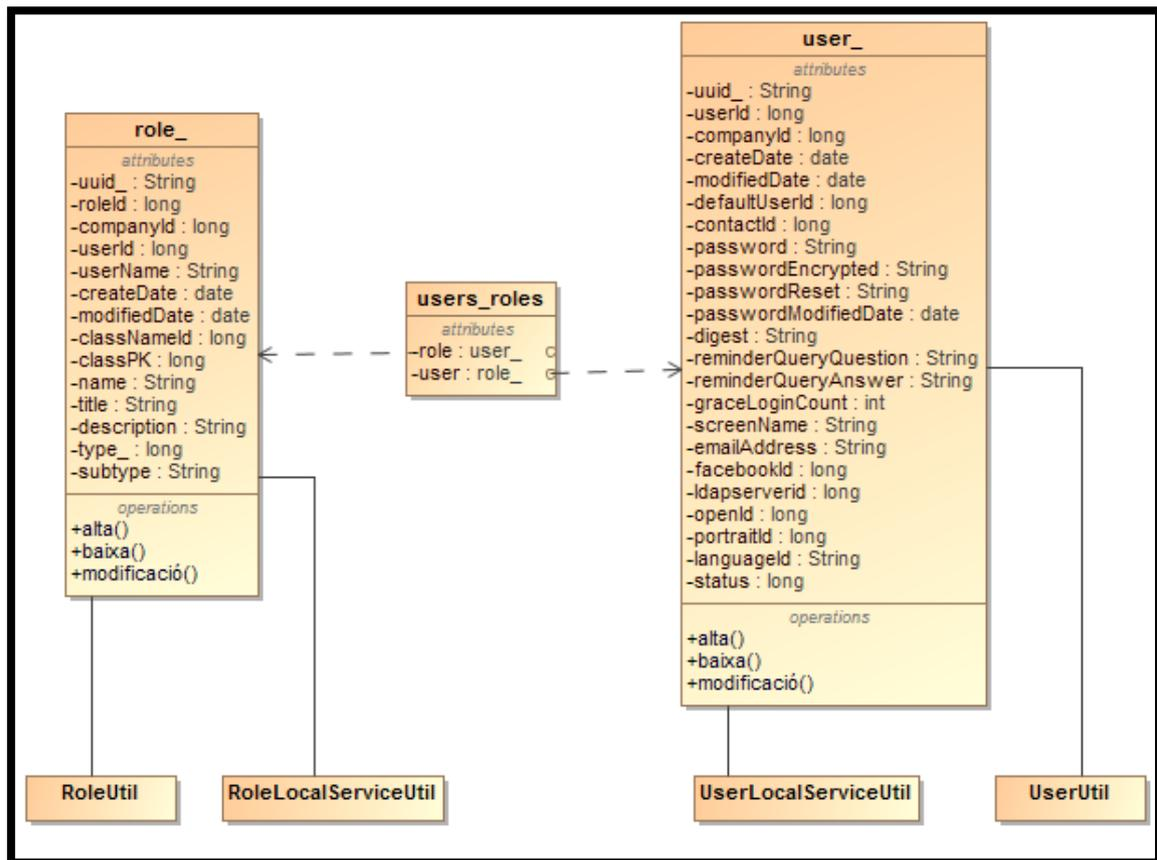 role_
attributes
-uuid_ : String
-roleId : long
-companyId : long
-userId : long
-userName : String
-createDate : date
-modifiedDate : date
-classNameId : long
-classPK : long
-name : String
-title : String
-description : String
-type_ : long
-subtype : String
operations
+alta()
+baixa()
+modificació()
users_roles
attributes
-role : user_
-user : role_
user_
attributes
-uuid_ : String
-userId : long
-companyId : long
-createDate : date
-modifiedDate : date
-defaultUserId : long
-contactId : long
-password : String
-passwordEncrypted : String
-passwordReset : String
-passwordModifiedDate : date
-digest : String
-reminderQueryQuestion : String
-reminderQueryAnswer : String
-graceLoginCount : int
-screenName : String
-emailAddress : String
-facebookId : long
-ldapserverid : long
-openId : long
-portraitId : long
-languageId : String
-status : long
operations
+alta()
+baixa()
+modificació()
RoleUtil
RoleLocalServiceUtil
UserLocalServiceUtil
UserUtil